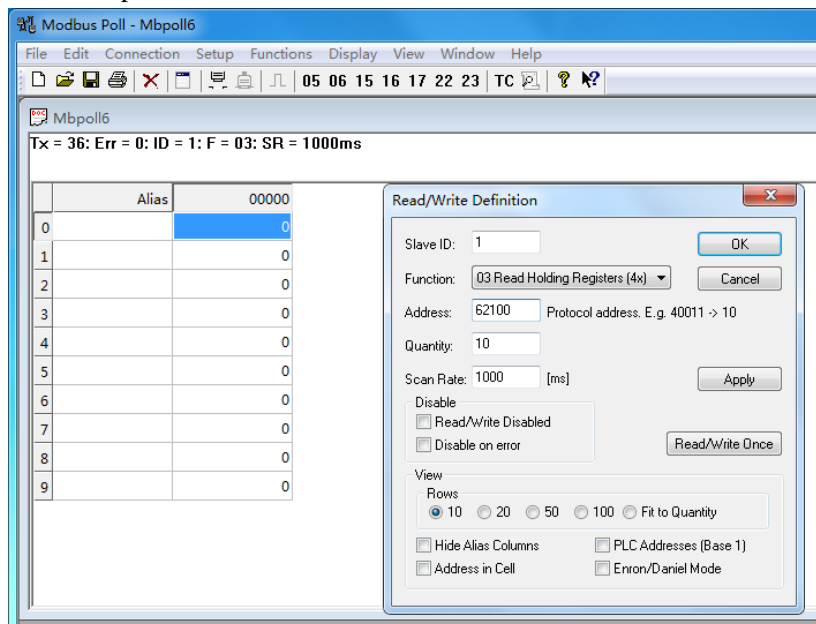 Modbus Poll - Mbpoll6
File Edit Connection Setup Functions Display View Window Help
05 06 15 16 17 22 23 TC
Mbpoll6
Tx = 36: Err = 0: ID = 1: F = 03: SR = 1000ms
Alias 00000
0 0
1 0
2 0
3 0
4 0
5 0
6 0
7 0
8 0
9 0
Read/Write Definition
Slave ID: 1 OK
Function: 03 Read Holding Registers (4x) Cancel
Address: 62100 Protocol address. E.g. 40011 -> 10
Quantity: 10
Scan Rate: 1000 [ms] Apply
Disable
Read/Write Disabled
Disable on error Read/Write Once
View
Rows
10 20 50 100 Fit to Quantity
Hide Alias Columns PLC Addresses (Base 1)
Address in Cell Enron/Daniel Mode